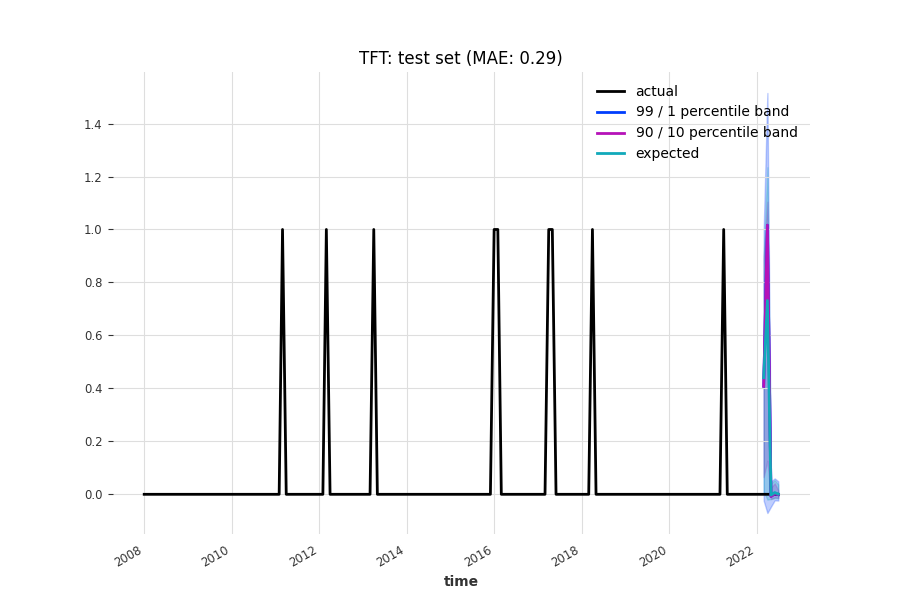 TFT: test set (MAE: 0.29)
actual
99 / 1 percentile band
90 / 10 percentile band
expected
1.4
1.2
1.0
0.8
0.6
0.4
0.2
0.0
2008
2010
2012
2014
2016
2018
2020
2022
time